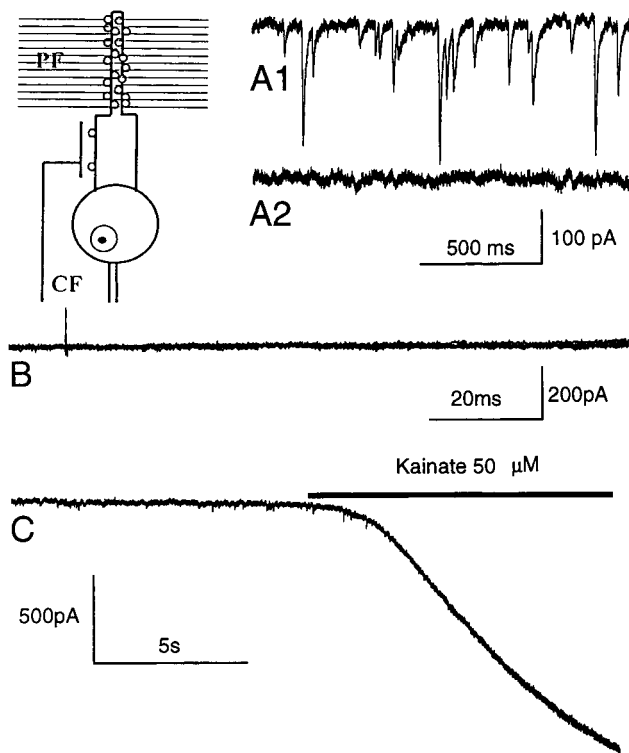 PF
A1
A2
500 ms
100 pA
CF
B
20ms
200pA
Kainate 50 μM
C
500pA
5s